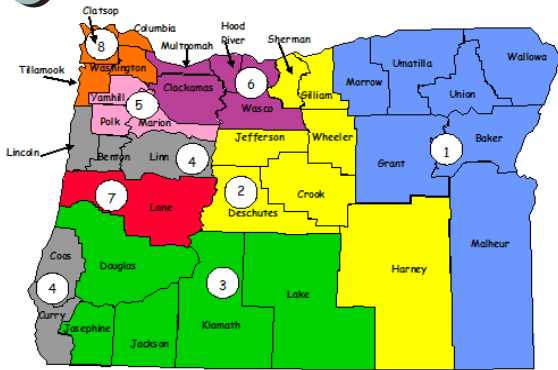 Clatsop
Columbia
Hood
River
Sherman
Multnomah
8
Washington
Tillamook
Wallowa
Umatilla
Morrow
Union
Clackamas
6
Gilliam
Wasco
Yamhill
5
Polk
Marion
Jefferson
Wheeler
Baker
1
Grant
Lincoln
Benton
Linn
4
7
Lane
2
Crook
Deschutes
Malheur
Coos
Douglas
Harney
4
3
Lake
Curry
Josephine
Jackson
Klamath